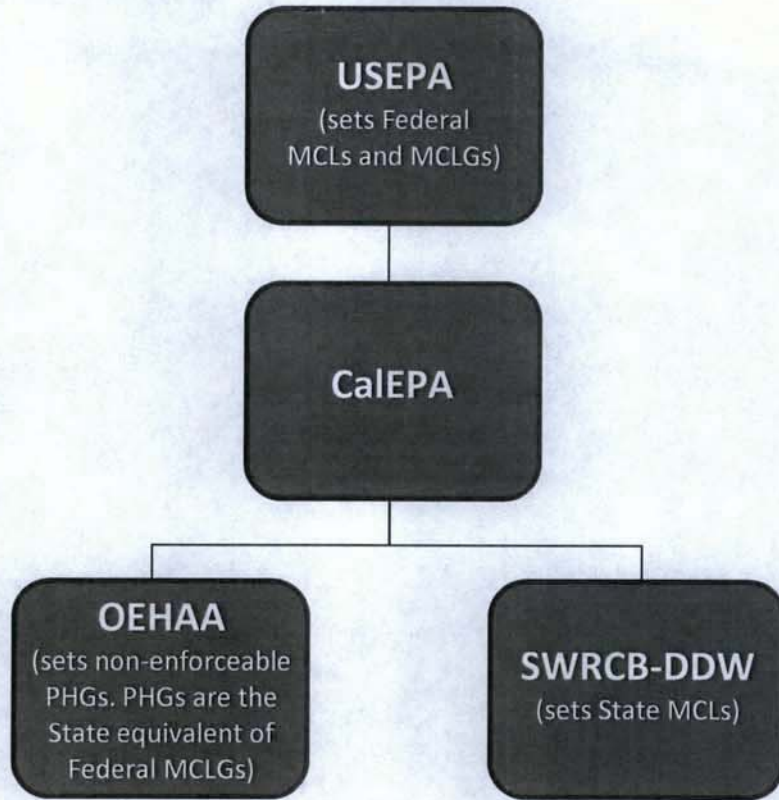 USEPA
(sets Federal
MCLs and MCLGs)
CalEPA
OEHAA
(sets non-enforceable
PHGs. PHGs are the
State equivalent of
Federal MCLGs)
SWRCB-DDW
(sets State MCLs)